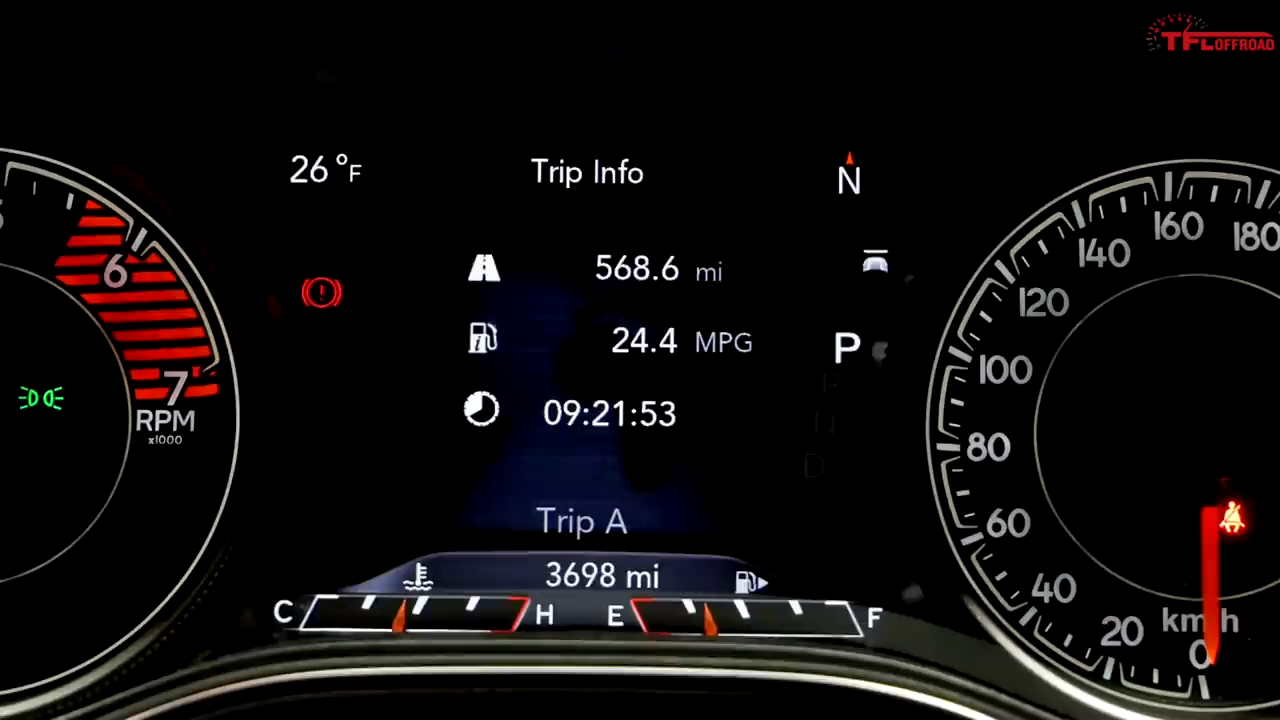 TFLOFFROAD
26 °F
Trip Info
N
568.6 mi
24.4 MPG
09:21:53
P
R
N
D
Trip A
3698 mi
C
H
E
F
6
7
RPM
x1000
180
160
140
120
100
80
60
40
20
0
km/h